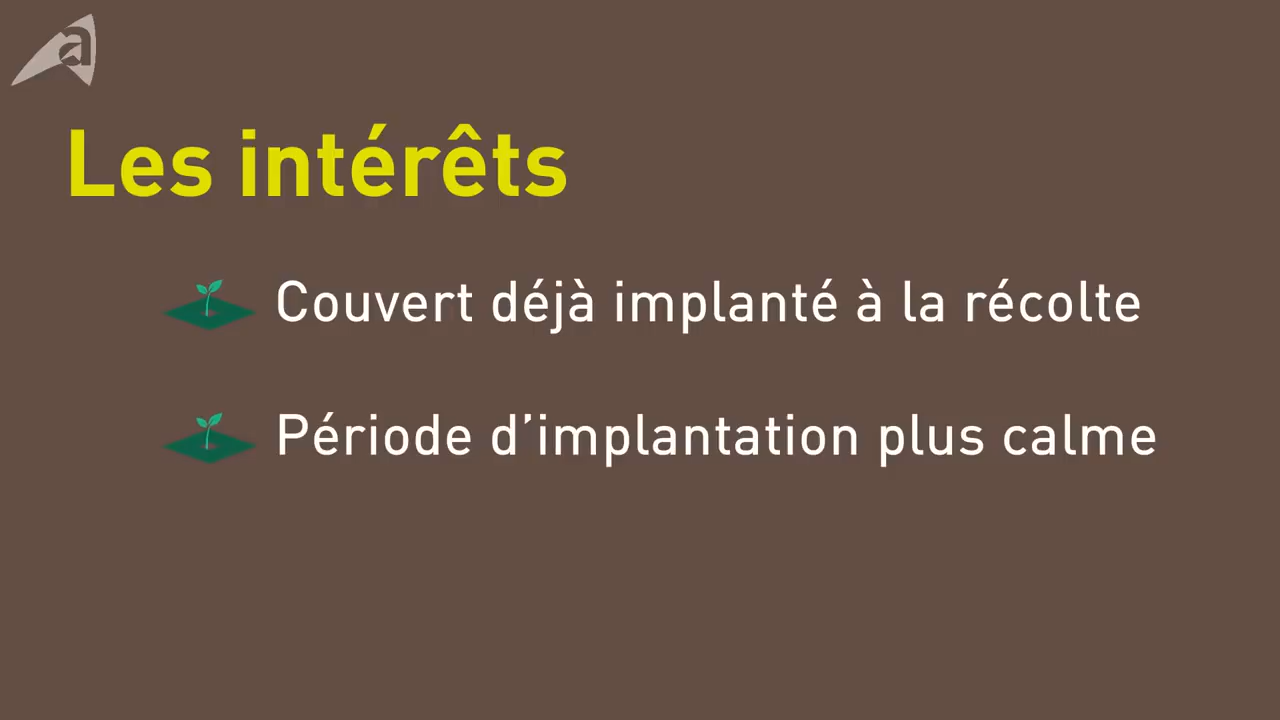 a
Les intérêts
Couvert déjà implanté à la récolte
Période d’implantation plus calme